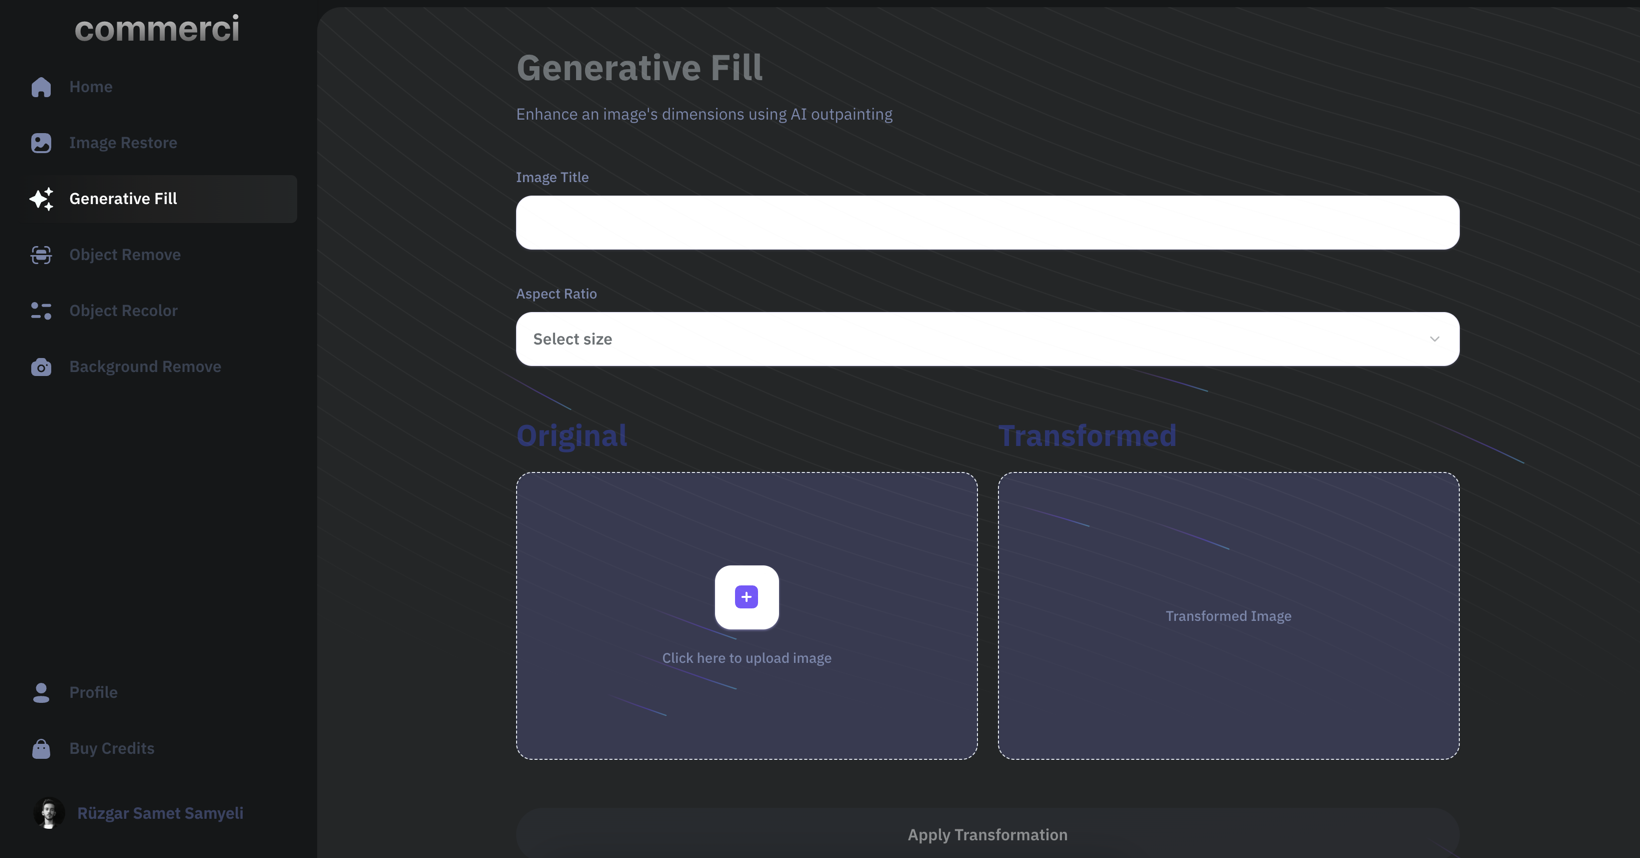 commerci
Home
Image Restore
Generative Fill
Object Remove
Object Recolor
Background Remove
Profile
Buy Credits
Rüzgar Samet Samyeli
Generative Fill
Enhance an image's dimensions using AI outpainting
Image Title
Aspect Ratio
Select size
Original
Transformed
Click here to upload image
Transformed Image
Apply Transformation